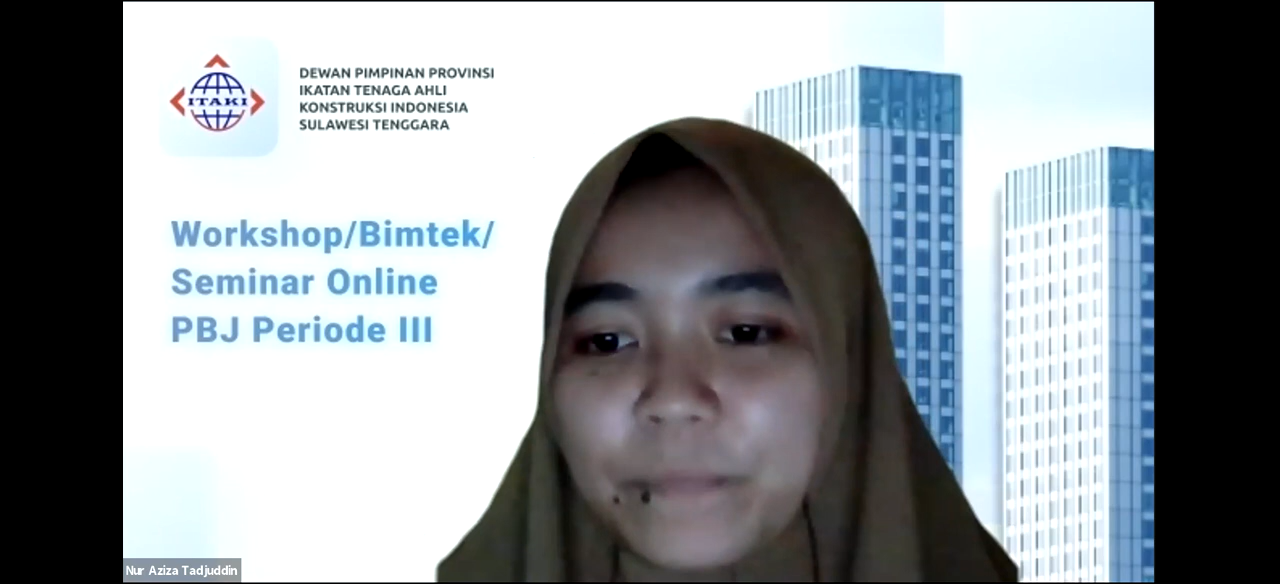 ITAKI
DEWAN PIMPINAN PROVINSI
IKATAN TENAGA AHLI
KONSTRUKSI INDONESIA
SULAWESI TENGGARA
Workshop/Bimtek/
Seminar Online
PBJ Periode III
Nur Aziza Tadjuddin